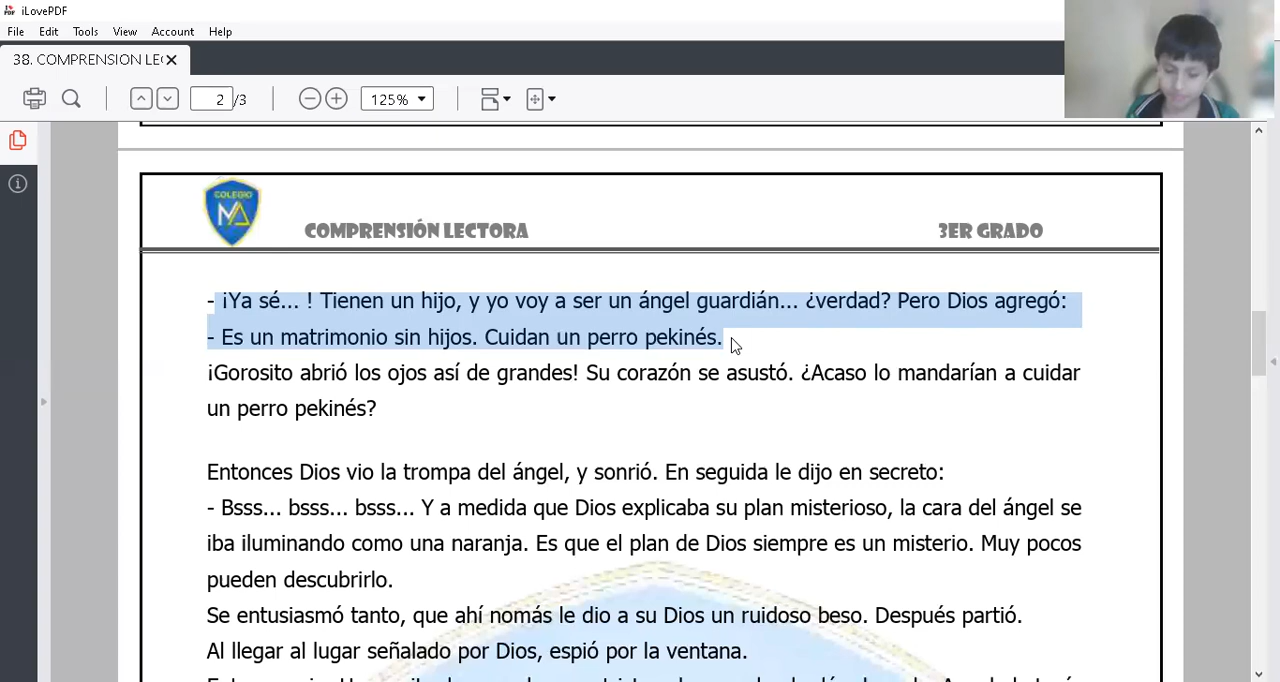 iLovePDF
File Edit Tools View Account Help
38. COMPRENSION LE
2 /3 125%
COLEGIO
MA
COMPRENSIÓN LECTORA 3ER GRADO
- ¡Ya sé... ! Tienen un hijo, y yo voy a ser un ángel guardián... ¿verdad? Pero Dios agregó:
- Es un matrimonio sin hijos. Cuidan un perro pekinés.
¡Gorosito abrió los ojos así de grandes! Su corazón se asustó. ¿Acaso lo mandarían a cuidar
un perro pekinés?
Entonces Dios vio la trompa del ángel, y sonrió. En seguida le dijo en secreto:
- Bsss... bsss... bsss... Y a medida que Dios explicaba su plan misterioso, la cara del ángel se
iba iluminando como una naranja. Es que el plan de Dios siempre es un misterio. Muy pocos
pueden descubrirlo.
Se entusiasmó tanto, que ahí nomás le dio a su Dios un ruidoso beso. Después partió.
Al llegar al lugar señalado por Dios, espió por la ventana.